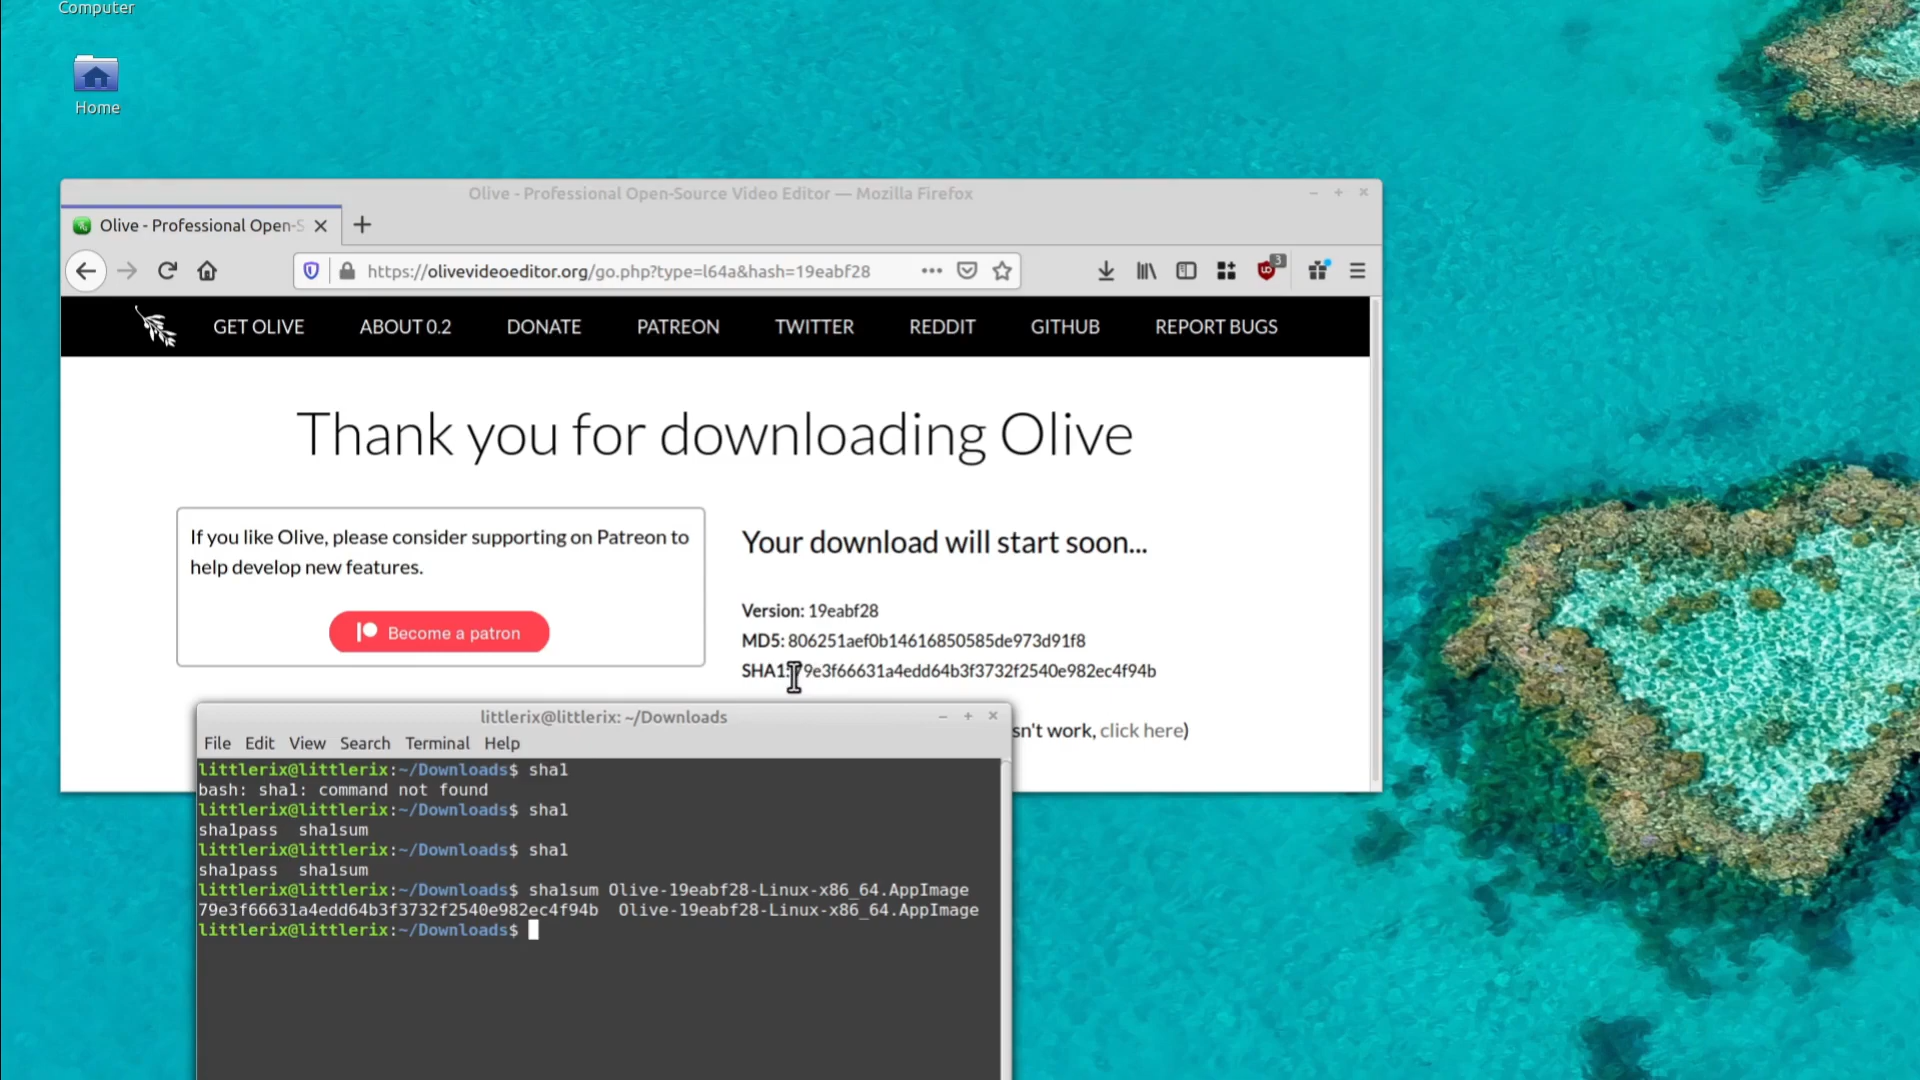 Computer
Home
Olive - Professional Open-Source Video Editor — Mozilla Firefox
Olive - Professional Open-S
https://olivevideoeditor.org/go.php?type=l64a&hash=19eabf28
3
GET OLIVE ABOUT 0.2 DONATE PATREON TWITTER REDDIT GITHUB REPORT BUGS
Thank you for downloading Olive
If you like Olive, please consider supporting on Patreon to
help develop new features.
Become a patron
Your download will start soon...
Version: 19eabf28
MD5: 806251aef0b14616850585de973d91f8
SHA1: 79e3f66631a4edd64b3f3732f2540e982ec4f94b
sn't work, click here)
littlerix@littlerix: ~/Downloads
File Edit View Search Terminal Help
littlerix@littlerix:~/Downloads$ sha1
bash: sha1: command not found
littlerix@littlerix:~/Downloads$ sha1
sha1pass sha1sum
littlerix@littlerix:~/Downloads$ sha1
sha1pass sha1sum
littlerix@littlerix:~/Downloads$ sha1sum Olive-19eabf28-Linux-x86_64.AppImage
79e3f66631a4edd64b3f3732f2540e982ec4f94b Olive-19eabf28-Linux-x86_64.AppImage
littlerix@littlerix:~/Downloads$